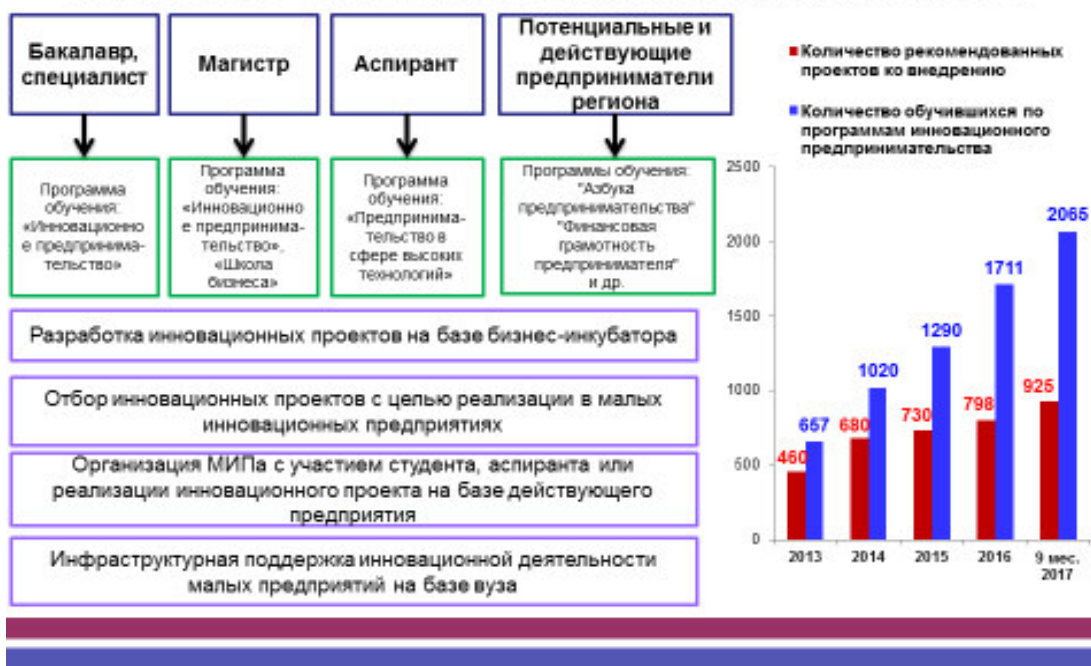 Бакалавр,
специалист
Магистр
Аспирант
Потенциальные и
действующие
предприниматели
региона
Программа
обучения:
«Инновационно
е предпринима-
тельство»
Программа
обучения:
«Инновационно
е предпринима-
тельство»,
«Школа
бизнеса»
Программа
обучения:
«Предпринима-
тельство в
сфере высоких
технологий»
Программы обучения:
"Азбука
предпринимательства"
"Финансовая
грамотность
предпринимателя"
и др.
Разработка инновационных проектов на базе бизнес-инкубатора
Отбор инновационных проектов с целью реализации в малых
инновационных предприятиях
Организация МИПа с участием студента, аспиранта или
реализации инновационного проекта на базе действующего
предприятия
Инфраструктурная поддержка инновационной деятельности
малых предприятий на базе вуза
Количество рекомендованных
проектов ко внедрению
Количество обучившихся по
программам инновационного
предпринимательства
2500
2000
1500
1000
500
0
460
657
680
1020
730
1290
798
1711
925
2065
2013
2014
2015
2016
9 мес.
2017